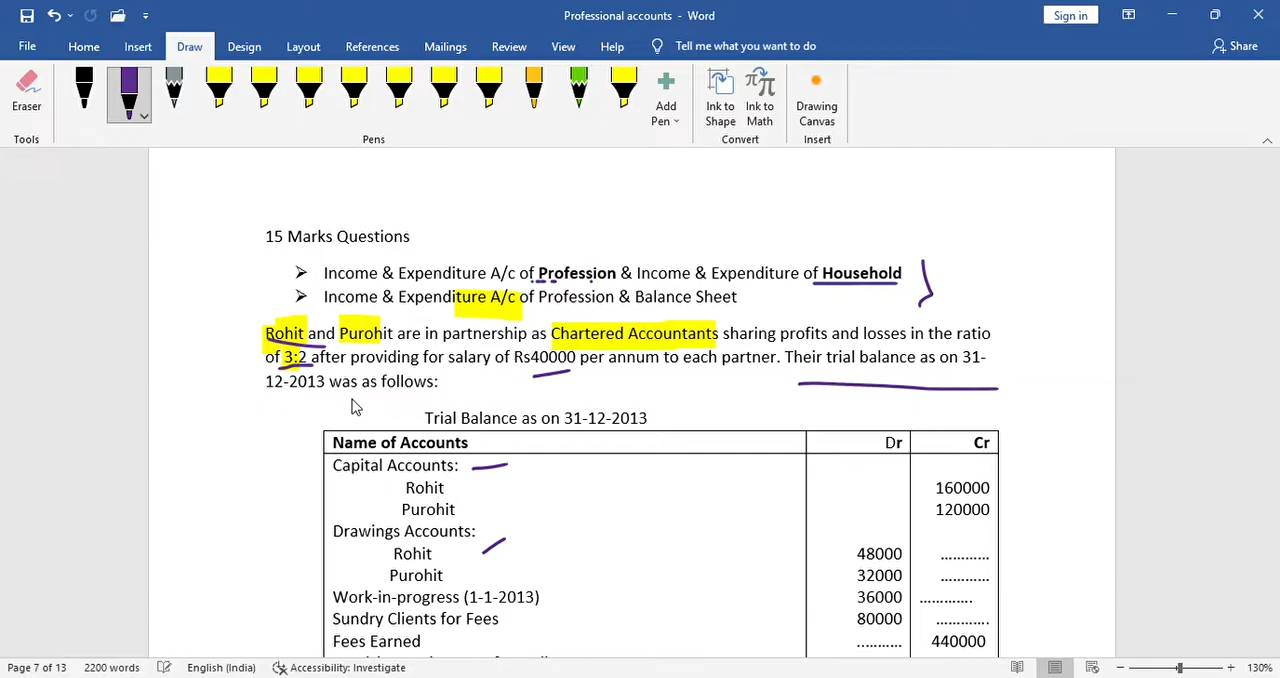 Professional accounts - Word
Sign in
File Home Insert Draw Design Layout References Mailings Review View Help Tell me what you want to do Share
Eraser
Add Pen
Ink to Shape
Ink to Math
Drawing Canvas
Tools Pens Convert Insert
15 Marks Questions
➢ Income & Expenditure A/c of Profession & Income & Expenditure of Household
➢ Income & Expenditure A/c of Profession & Balance Sheet
Rohit and Purohit are in partnership as Chartered Accountants sharing profits and losses in the ratio
of 3:2 after providing for salary of Rs40000 per annum to each partner. Their trial balance as on 31-
12-2013 was as follows:
Trial Balance as on 31-12-2013
Name of Accounts Dr Cr
Capital Accounts:
Rohit 160000
Purohit 120000
Drawings Accounts:
Rohit 48000 ............
Purohit 32000 ............
Work-in-progress (1-1-2013) 36000 .............
Sundry Clients for Fees 80000 .............
Fees Earned ........... 440000
Page 7 of 13 2200 words English (India) Accessibility: Investigate 130%